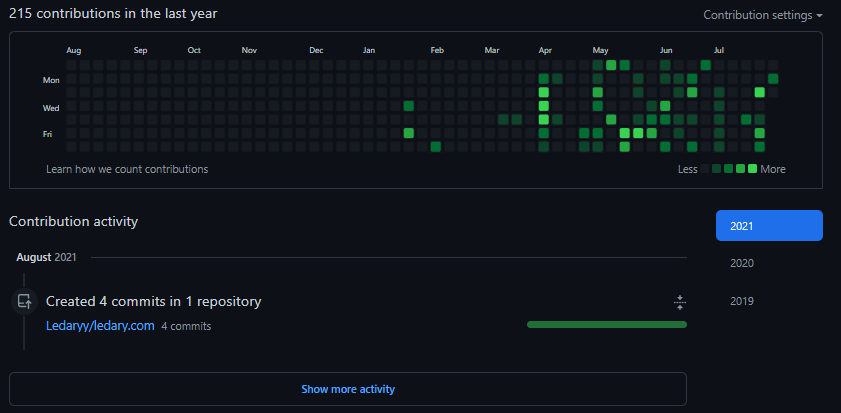 215 contributions in the last year
Contribution settings
Aug Sep Oct Nov Dec Jan Feb Mar Apr May Jun Jul
Mon
Wed
Fri
Learn how we count contributions
Less More
Contribution activity
2021
2020
2019
August 2021
Created 4 commits in 1 repository
Ledaryy/ledary.com 4 commits
Show more activity